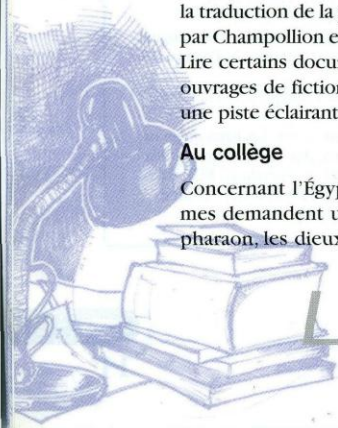 la traduction de la
par Champollion e
Lire certains docu
ouvrages de fiction
une piste éclairant
Au collège
Concernant l'Égyp
mes demandent u
pharaon, les dieux
L